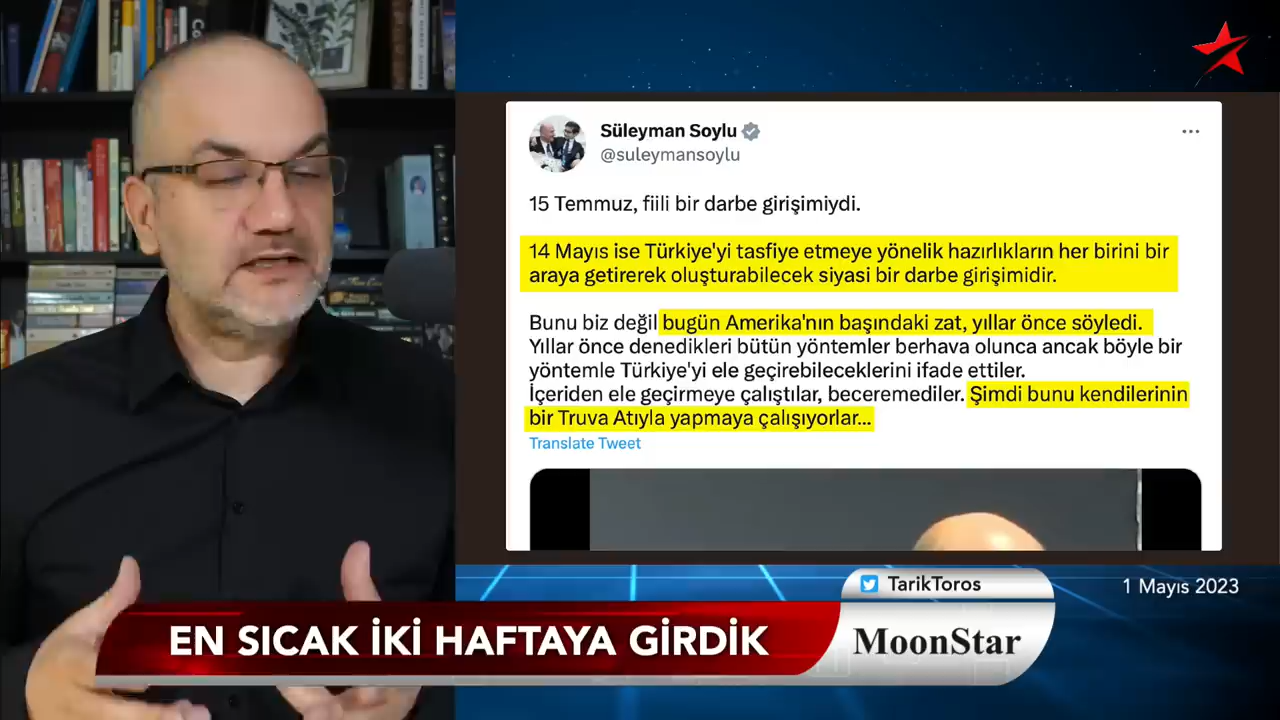 Süleyman Soylu
@suleymansoylu
15 Temmuz, fiili bir darbe girişimiydi.
14 Mayıs ise Türkiye'yi tasfiye etmeye yönelik hazırlıkların her birini bir
araya getirerek oluşturabilecek siyasi bir darbe girişimidir.
Bunu biz değil bugün Amerika'nın başındaki zat, yıllar önce söyledi.
Yıllar önce denedikleri bütün yöntemler berhava olunca ancak böyle bir
yöntemle Türkiye'yi ele geçirebileceklerini ifade ettiler.
İçeriden ele geçirmeye çalıştılar, beceremediler. Şimdi bunu kendilerinin
bir Truva Atıyla yapmaya çalışıyorlar...
Translate Tweet
TarikToros
1 Mayıs 2023
EN SICAK İKİ HAFTAYA GİRDİK
MoonStar